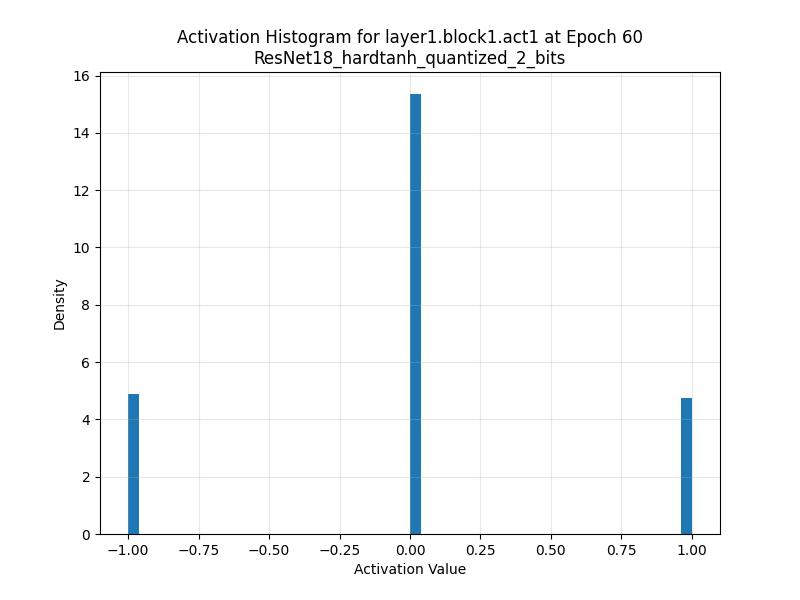 Activation Histogram for layer1.block1.act1 at Epoch 60
ResNet18_hardtanh_quantized_2_bits
16
14
12
10
8
6
4
2
0
Density
−1.00 −0.75 −0.50 −0.25 0.00 0.25 0.50 0.75 1.00
Activation Value